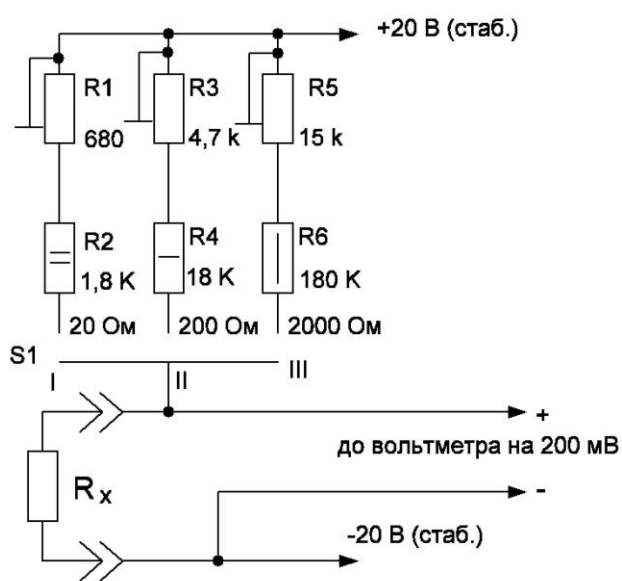 +20 В (стаб.)
R1 R3 R5
680 4,7 k 15 k
R2 R4 R6
1,8 K 18 K 180 K
20 Ом 200 Ом 2000 Ом
S1
I II III
+
до вольтметра на 200 мВ
Rx
-
-20 В (стаб.)